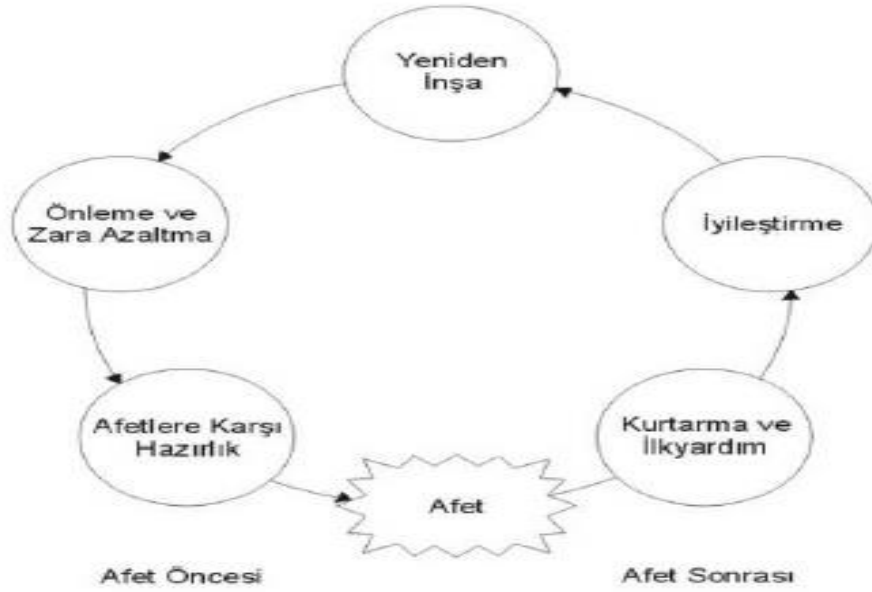 Yeniden
İnşa
Önleme ve
Zara Azaltma
İyileştirme
Afetlere Karşı
Hazırlık
Kurtarma ve
İlkyardım
Afet
Afet Öncesi
Afet Sonrası